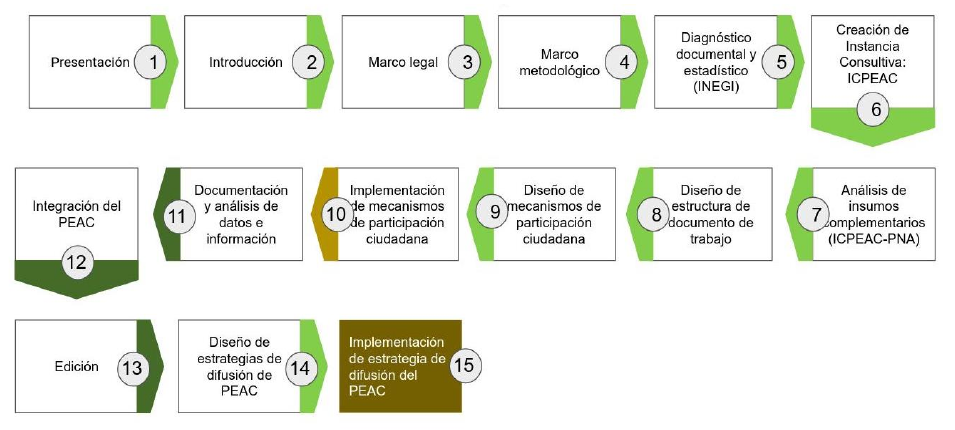 Presentación
1
Introducción
2
Marco legal
3
Marco
metodológico
4
Diagnóstico
documental y
estadístico
(INEGI)
5
Creación de
Instancia
Consultiva:
ICPEAC
6
Análisis de
insumos
complementarios
(ICPEAC-PNA)
7
Diseño de
estructura de
documento de
trabajo
8
Diseño de
mecanismos de
participación
ciudadana
9
Implementación
de mecanismos
de participación
ciudadana
10
Documentación
y análisis de
datos e
información
11
Integración del
PEAC
12
Edición
13
Diseño de
estrategias de
difusión de
PEAC
14
Implementación
de estrategia de
difusión del
PEAC
15